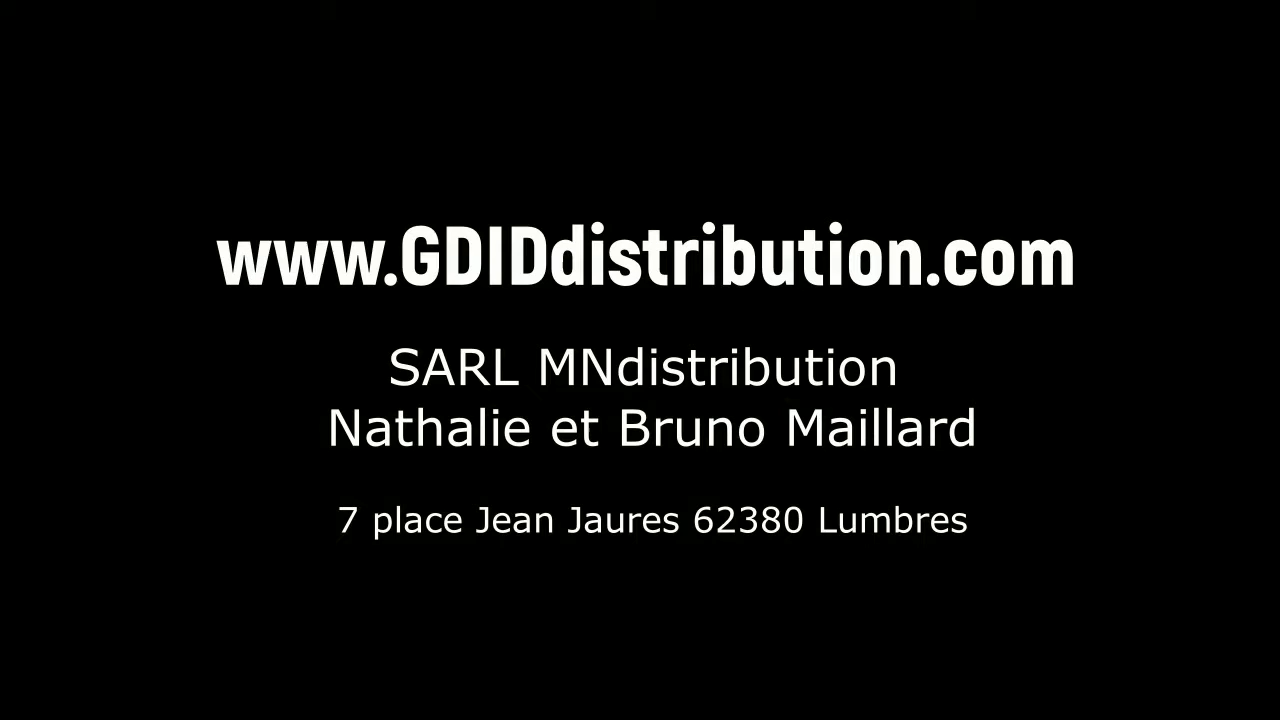 www.GDIDdistribution.com
SARL MNdistribution
Nathalie et Bruno Maillard
7 place Jean Jaures 62380 Lumbres